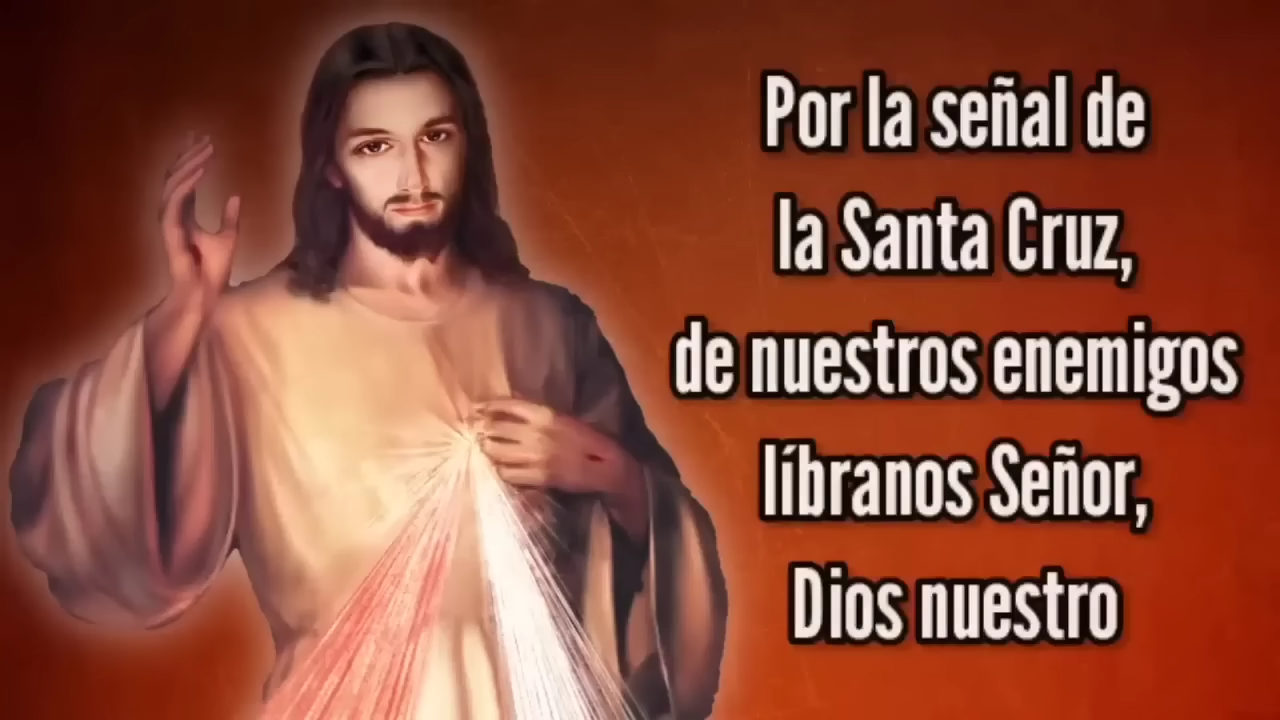 Por la señal de
la Santa Cruz,
de nuestros enemigos
líbranos Señor,
Dios nuestro